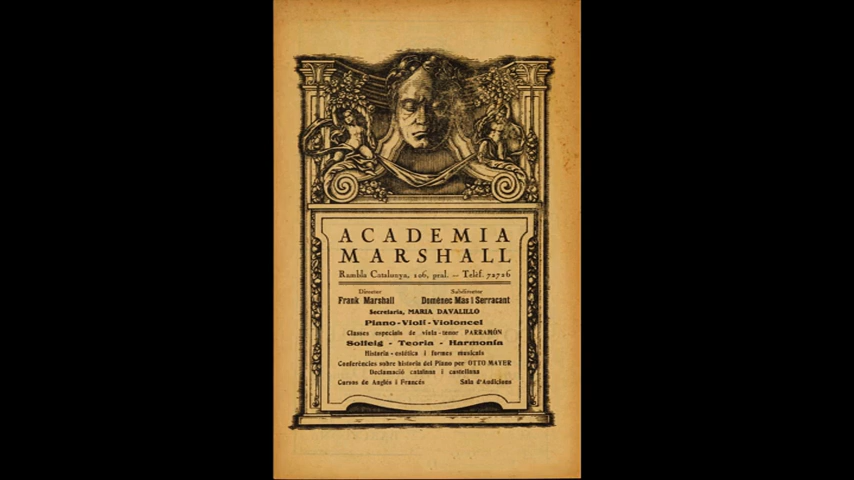 ACADEMIA
MARSHALL
Rambla Catalunya, 106, pral. — Telèf. 72716
Director Subdirector
Frank Marshall Domènec Mas i Serracant
Secretaria, MARIA DAVALILLO
Piano - Violí - Violoncel
Classes especials de viola-tenor PARRAMÓN
Solfeig - Teoria - Harmonía
Historia - estètica i formes musicals
Conferències sobre historia del Piano per OTTO MAYER
Declamació catalana i castellana
Cursos de Anglès i Francès Sala d'Audicions